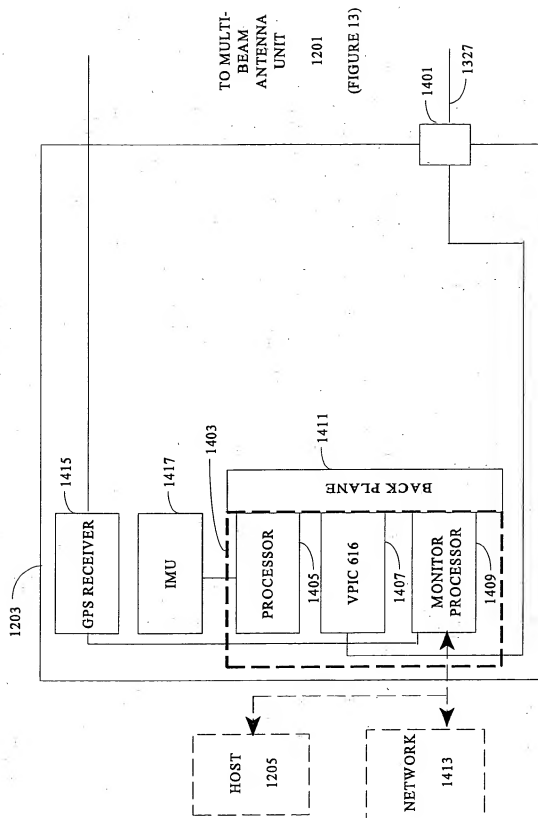 1203
1415
GPS RECEIVER
1417
IMU
1403
1411
BACK PLANE
PROCESSOR
1405
VPIC 616
1407
MONITOR
PROCESSOR
1409
HOST
1205
NETWORK
1413
TO MULTI-
BEAM
ANTENNA
UNIT
1201
(FIGURE 13)
1401
1327